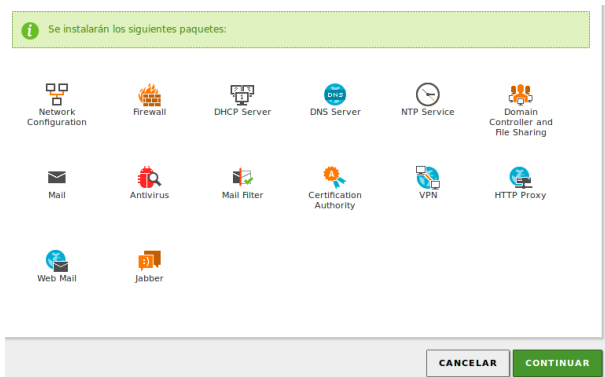 Se instalarán los siguientes paquetes:
Network
Configuration
Firewall
DHCP Server
DNS
DNS Server
NTP Service
Domain
Controller and
File Sharing
Mail
Antivirus
Mail Filter
Certification
Authority
VPN
HTTP Proxy
Web Mail
Jabber
CANCELAR
CONTINUAR